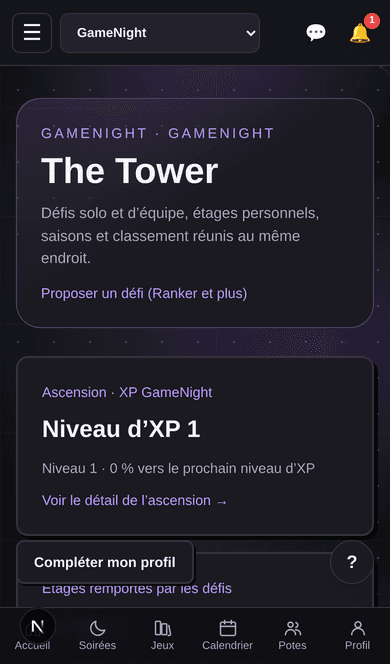 GameNight
1
GAMENIGHT · GAMENIGHT
The Tower
Défis solo et d’équipe, étages personnels,
saisons et classement réunis au même
endroit.
Proposer un défi (Ranker et plus)
Ascension · XP GameNight
Niveau d’XP 1
Niveau 1 · 0 % vers le prochain niveau d’XP
Voir le détail de l’ascension →
Compléter mon profil
?
Étages remportés par les défis
N
Accueil
Soirées
Jeux
Calendrier
Potes
Profil